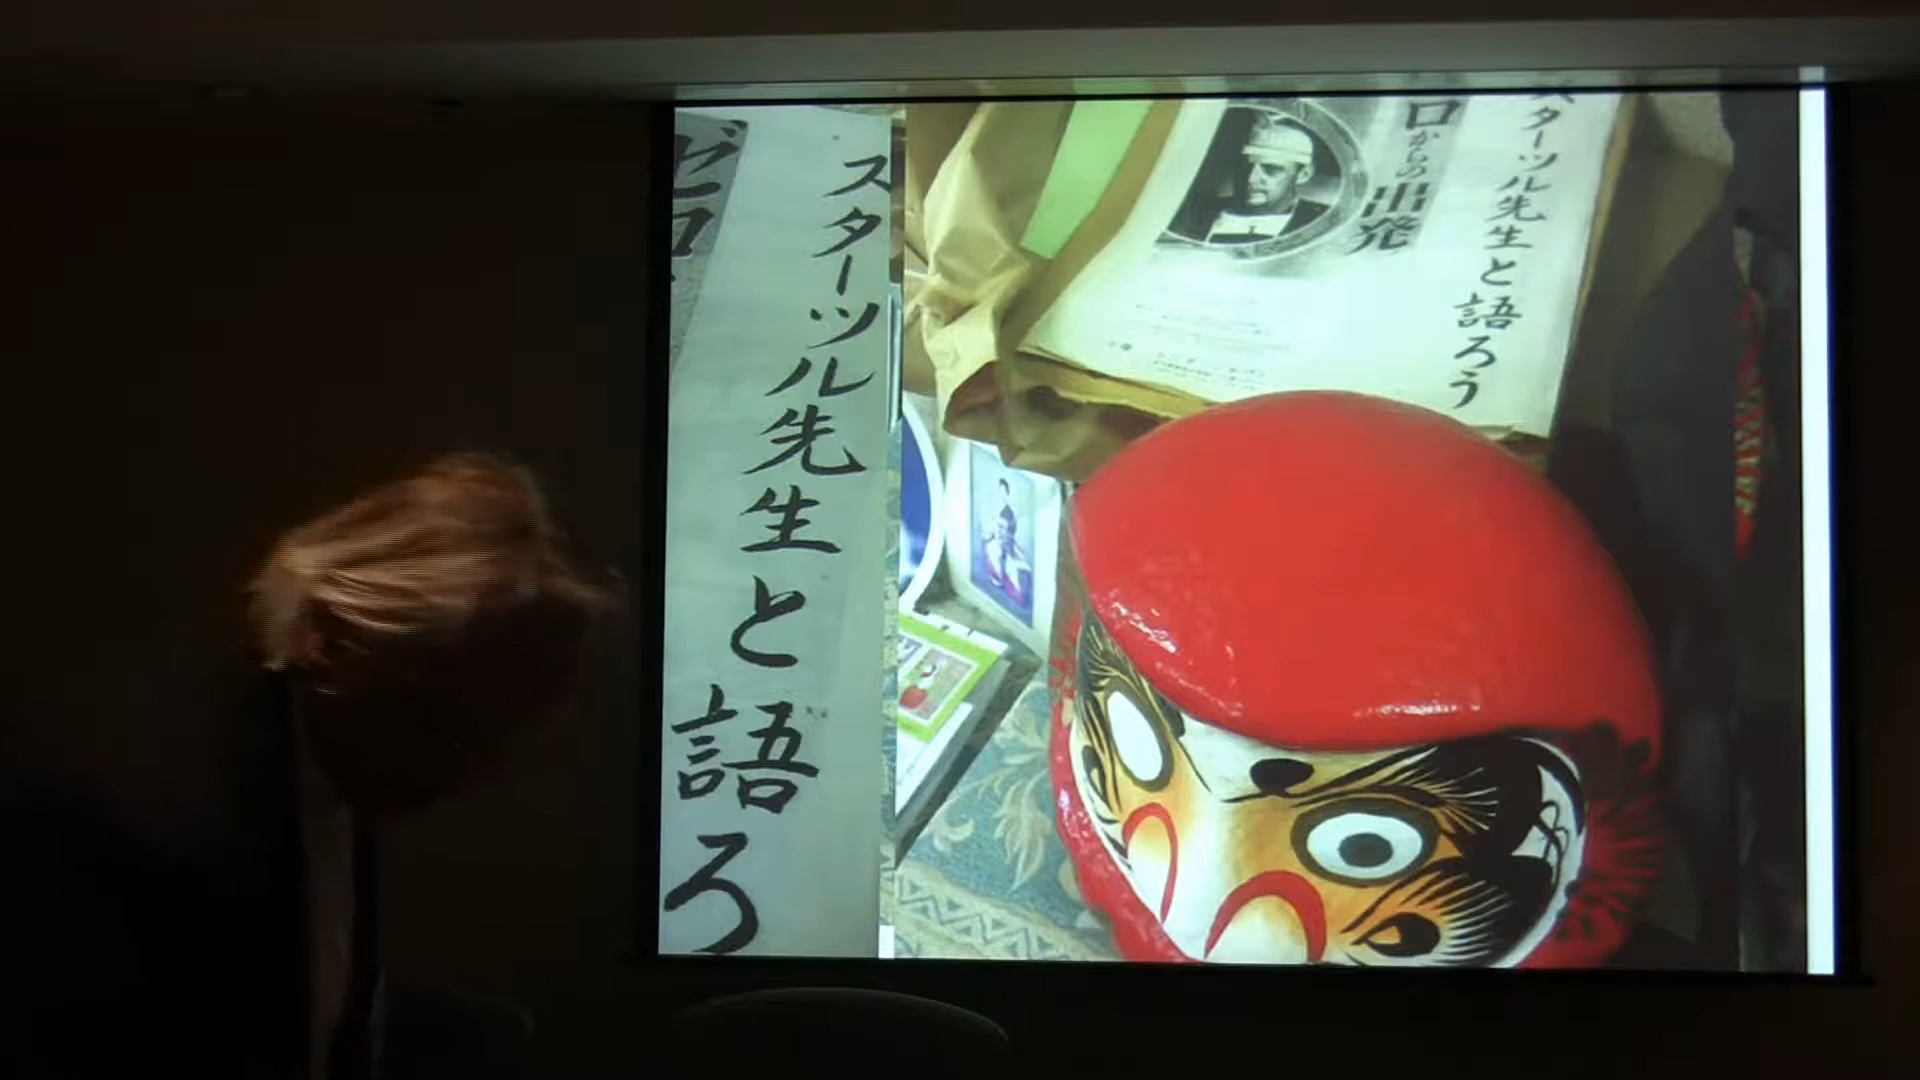 スターツル先生と語ろ
ゼロ
スターツル先生と語ろう
ロからの出発